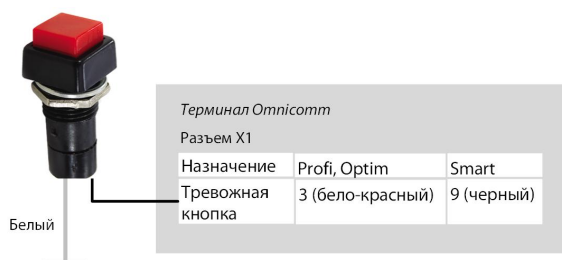 Терминал Omnicomm
Разъем X1
Назначение Profi, Optim Smart
Тревожная кнопка 3 (бело-красный) 9 (черный)
Белый